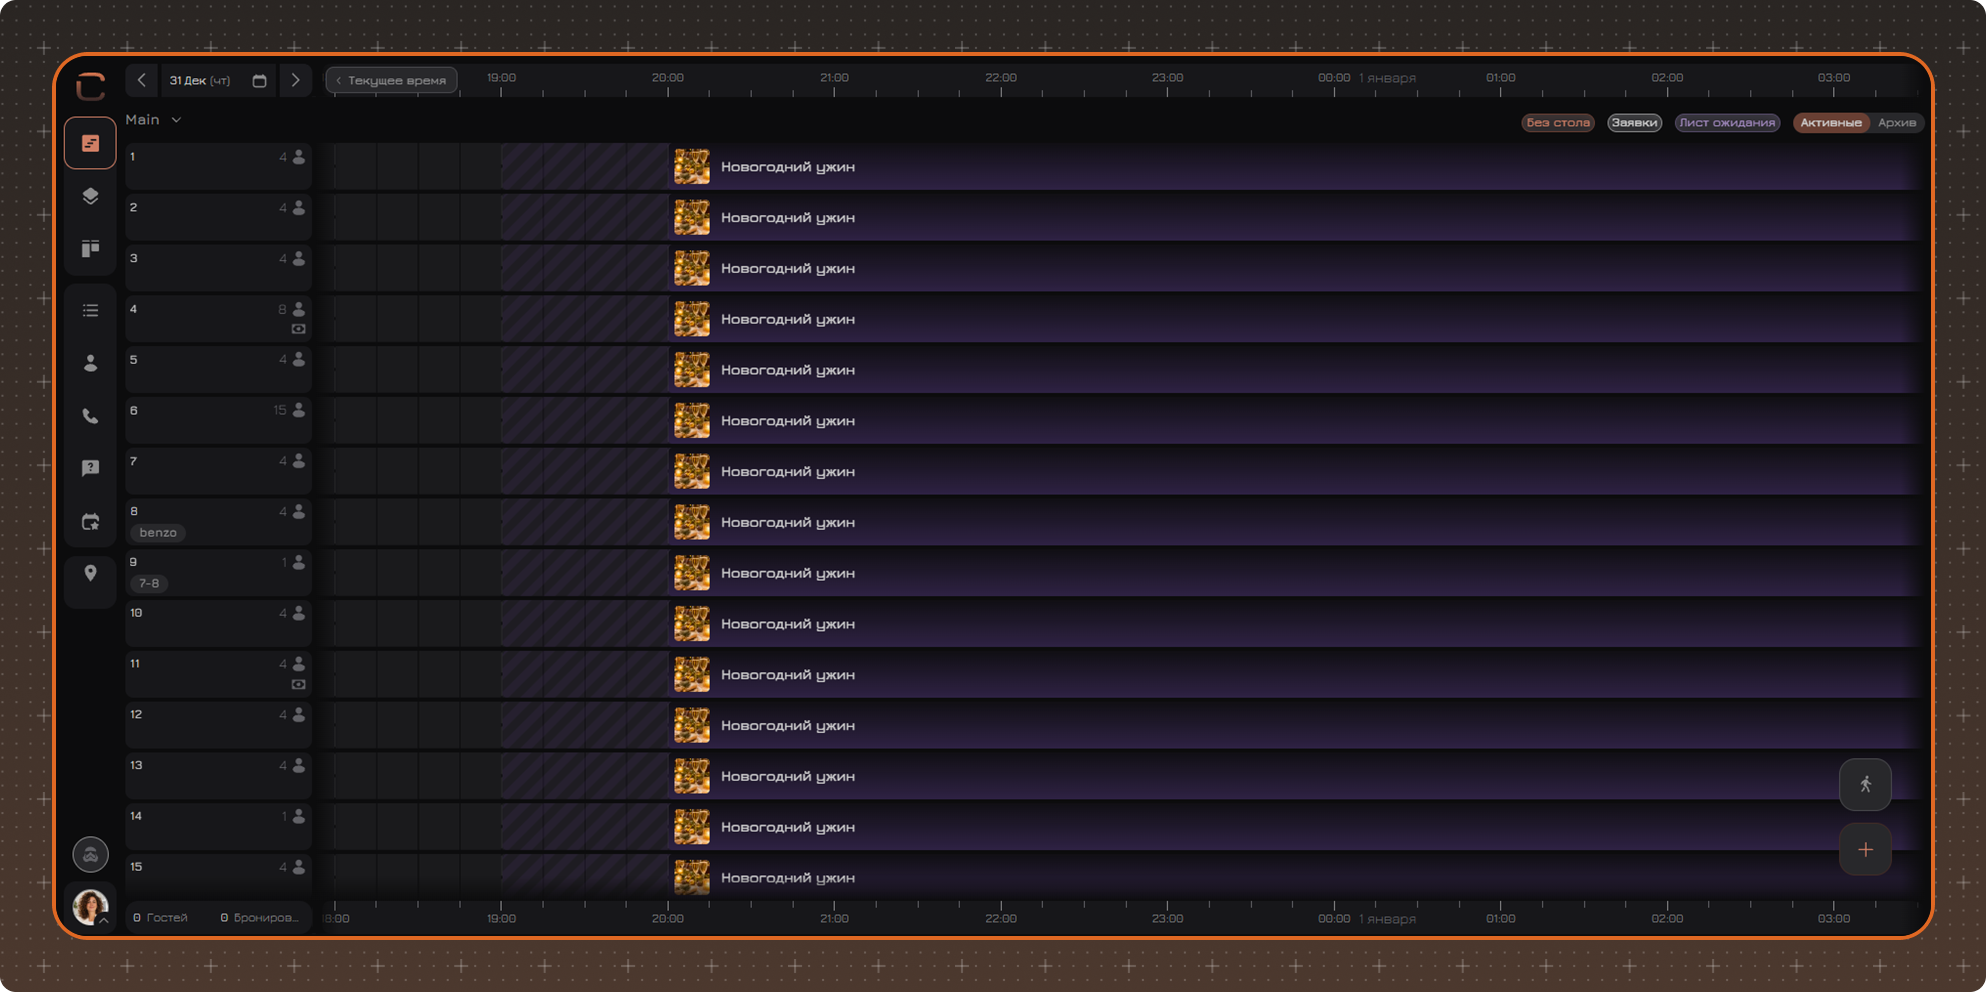 31 Дек (чт)
Текущее время
19:00 20:00 21:00 22:00 23:00 00:00 1 января 01:00 02:00 03:00
Main
Без стола Заявки Лист ожидания Активные Архив
1 4 Новогодний ужин
2 4 Новогодний ужин
3 4 Новогодний ужин
4 8 Новогодний ужин
5 4 Новогодний ужин
6 15 Новогодний ужин
7 4 Новогодний ужин
8 4 Новогодний ужин
benzo
9 1 Новогодний ужин
7-8
10 4 Новогодний ужин
11 4 Новогодний ужин
12 4 Новогодний ужин
13 4 Новогодний ужин
14 1 Новогодний ужин
15 4 Новогодний ужин
0 Гостей 0 Брониров...
8:00 19:00 20:00 21:00 22:00 23:00 00:00 1 января 01:00 02:00 03:00